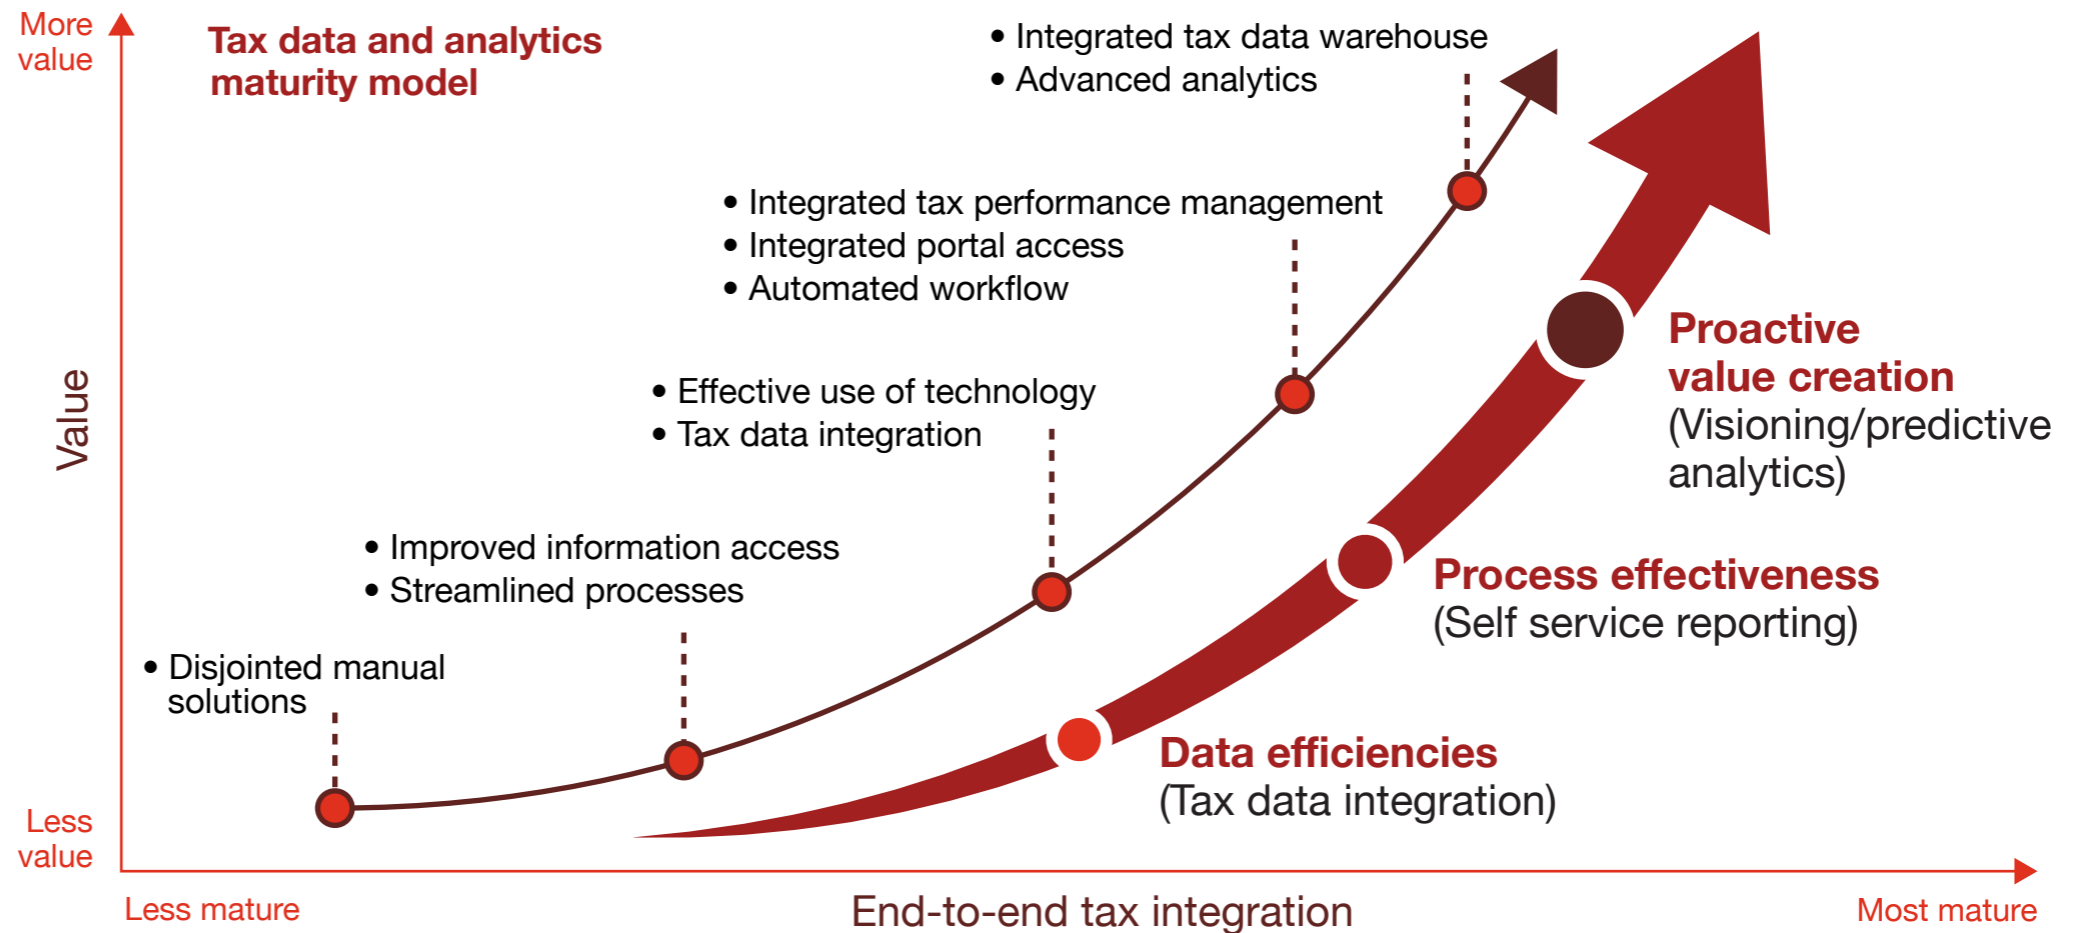 More
value
Tax data and analytics
maturity model
• Integrated tax data warehouse
• Advanced analytics
• Integrated tax performance management
• Integrated portal access
• Automated workflow
Proactive
value creation
(Visioning/predictive
analytics)
Value
• Effective use of technology
• Tax data integration
• Improved information access
• Streamlined processes
Process effectiveness
(Self service reporting)
• Disjointed manual
solutions
Data efficiencies
(Tax data integration)
Less
value
Less mature
End-to-end tax integration
Most mature